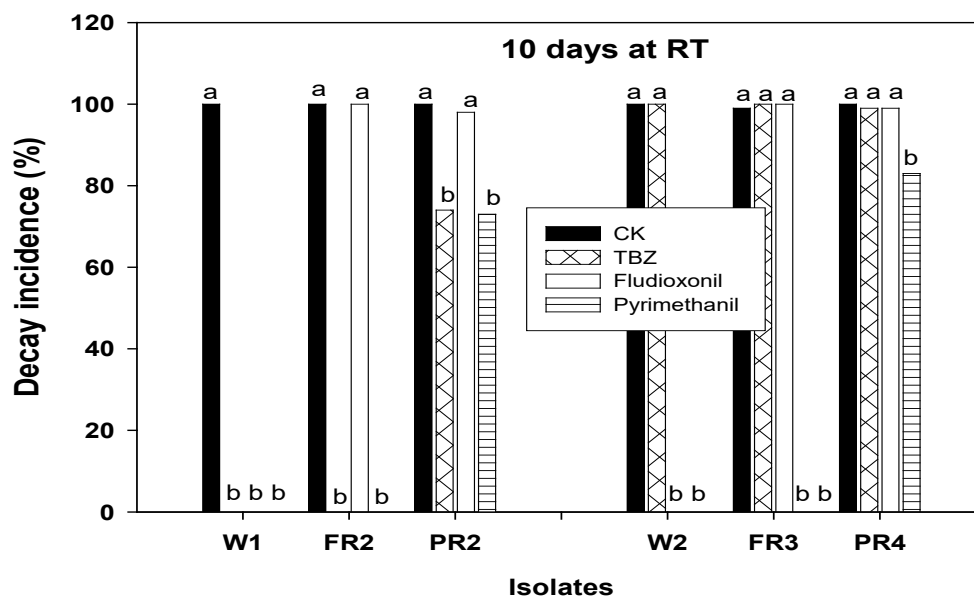 10 days at RT
Decay incidence (%)
120
100
80
60
40
20
0
a a a a a a a a a a a a
b b b
b b b b
b b b b b
CK
TBZ
Fludioxonil
Pyrimethanil
W1 FR2 PR2 W2 FR3 PR4
Isolates